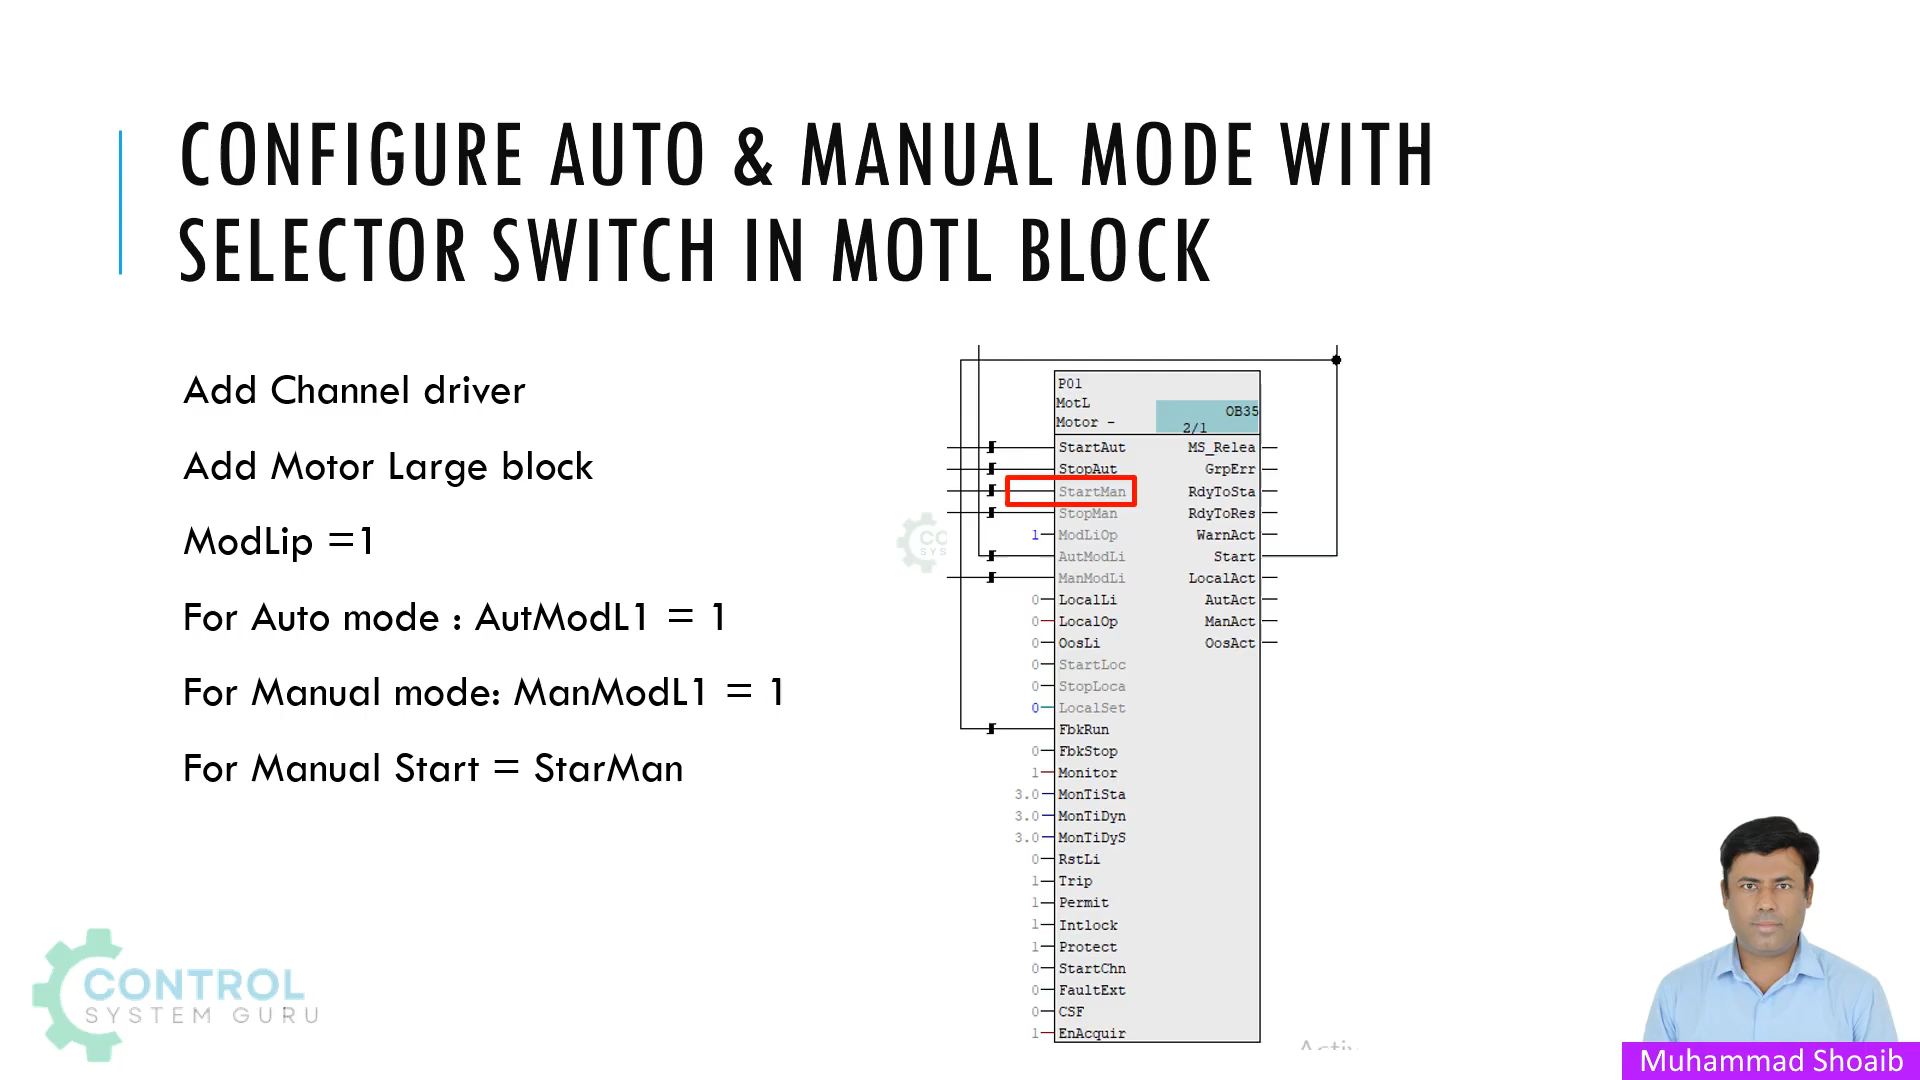 CONFIGURE AUTO & MANUAL MODE WITH
SELECTOR SWITCH IN MOTL BLOCK
Add Channel driver
Add Motor Large block
ModLip =1
For Auto mode : AutModL1 = 1
For Manual mode: ManModL1 = 1
For Manual Start = StarMan
P01
MotL
Motor -
OB35
2/1
StartAut MS_Relea
StopAut GrpErr
StartMan RdyToSta
StopMan RdyToRes
1 ModLiOp WarnAct
AutModLi Start
ManModLi LocalAct
0 LocalLi AutAct
0 LocalOp ManAct
0 OosLi OosAct
0 StartLoc
0 StopLoca
0 LocalSet
FbkRun
0 FbkStop
1 Monitor
3.0 MonTiSta
3.0 MonTiDyn
3.0 MonTiDyS
0 RstLi
1 Trip
1 Permit
1 Intlock
1 Protect
0 StartChn
0 FaultExt
0 CSF
1 EnAcquir
CO
SYS
CONTROL
SYSTEM GURU
Muhammad Shoaib